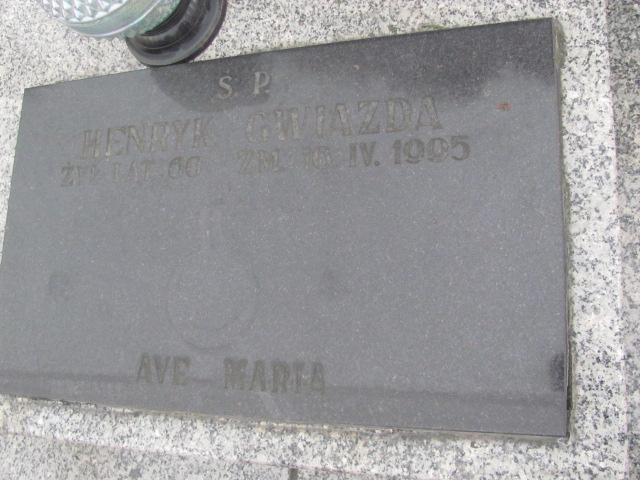 Ś. P.
HENRYK GWIAZDA
ŻYŁ LAT 66 ZM. 16. IV. 1995
AVE MARIA